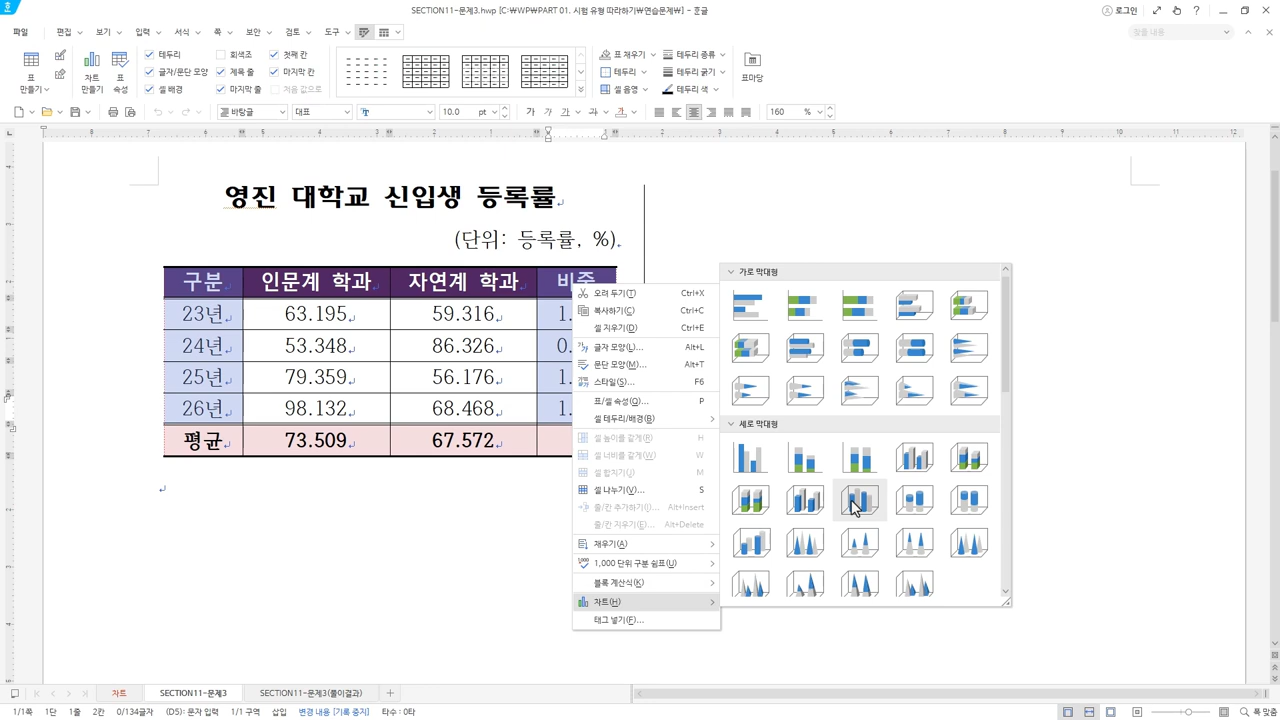 SECTION11-문제3.hwp [C:₩WP₩PART 01. 시험 유형 따라하기₩연습문제₩] - 훈글
로그인
파일 편집 보기 입력 서식 쪽 보안 검토 도구
찾을 내용
표 만들기
차트 만들기
표 속성
테두리 회색조 첫째 칸
글자/문단 모양 제목 줄 마지막 칸
셀 배경 마지막 줄 처음 값으로
표 채우기 테두리 종류
테두리 테두리 굵기
셀 음영 테두리 색
표마당
바탕글 대표 10.0 pt 160 %
영진 대학교 신입생 등록률
(단위: 등록률, %)
구분 인문계 학과 자연계 학과 비중
23년 63.195 59.316 1.
24년 53.348 86.326 0.
25년 79.359 56.176 1.
26년 98.132 68.468 1.
평균 73.509 67.572
오려 두기(T) Ctrl+X
복사하기(C) Ctrl+C
셀 지우기(D) Ctrl+E
글자 모양(L)... Alt+L
문단 모양(M)... Alt+T
스타일(S)... F6
표/셀 속성(O)... P
셀 테두리/배경(B)
셀 높이를 같게(R) H
셀 너비를 같게(W) W
셀 합치기(J) M
셀 나누기(V)... S
줄/칸 추가하기(I)... Alt+Insert
줄/칸 지우기(E)... Alt+Delete
채우기(A)
1,000 단위 구분 쉼표(U)
블록 계산식(K)
차트(H)
태그 넣기(F)...
가로 막대형
세로 막대형
차트 SECTION11-문제3 SECTION11-문제3(풀이결과)
1/1쪽 1단 1줄 2칸 0/134글자 (D5): 문자 입력 1/1 구역 삽입 변경 내용 [기록 중지] 타수 : 0타
폭 맞춤